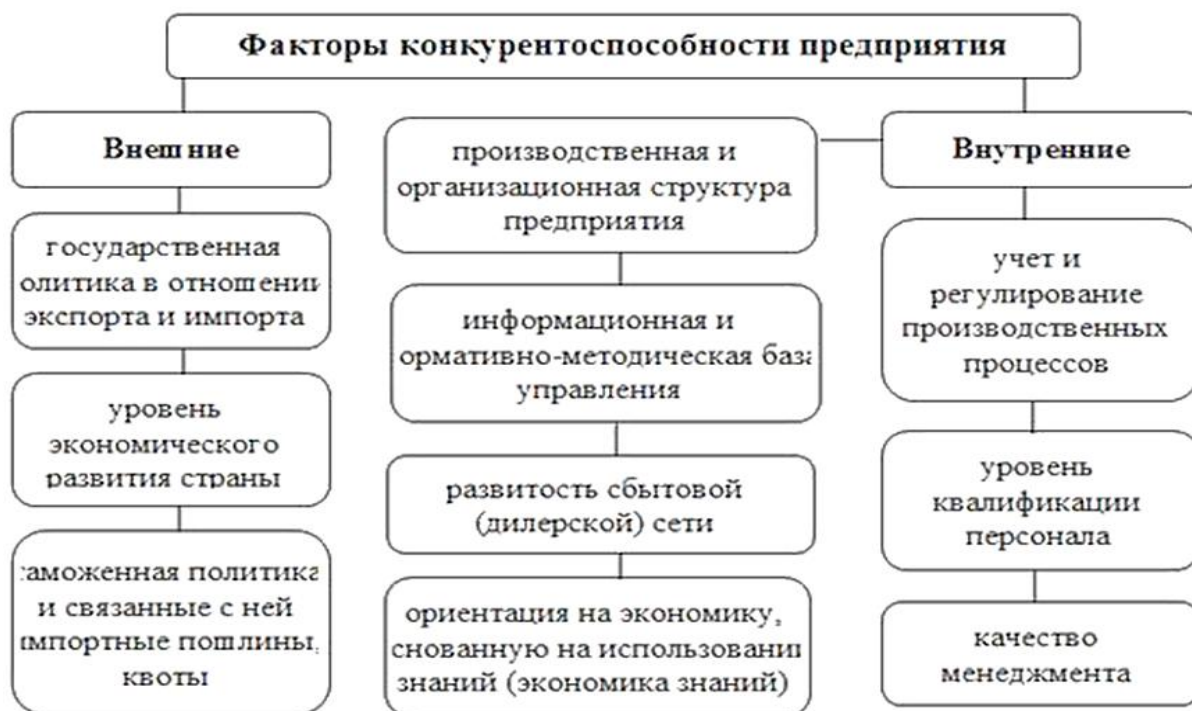 Факторы конкурентоспособности предприятия
Внешние
государственная
олитика в отношении
экспорта и импорта
уровень
экономического
развития страны
таможенная политика
и связанные с ней
импортные пошлины,
квоты
производственная и
организационная структура
предприятия
информационная и
ормативно-методическая база
управления
развитость сбытовой
(дилерской) сети
ориентация на экономику,
снованную на использовании
знаний (экономика знаний)
Внутренние
учет и
регулирование
производственных
процессов
уровень
квалификации
персонала
качество
менеджмента